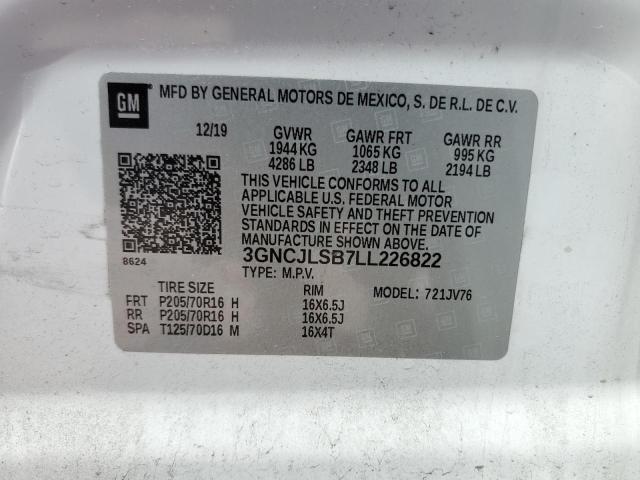 GM
MFD BY GENERAL MOTORS DE MEXICO, S. DE R.L. DE C.V.
12/19 GVWR GAWR FRT GAWR RR
1944 KG 1065 KG 995 KG
4286 LB 2348 LB 2194 LB
THIS VEHICLE CONFORMS TO ALL
APPLICABLE U.S. FEDERAL MOTOR
VEHICLE SAFETY AND THEFT PREVENTION
STANDARDS IN EFFECT ON THE DATE OF
MANUFACTURE SHOWN ABOVE.
8624 3GNCJLSB7LL226822
TYPE: M.P.V.
TIRE SIZE RIM MODEL: 721JV76
FRT P205/70R16 H 16X6.5J
RR P205/70R16 H 16X6.5J
SPA T125/70D16 M 16X4T